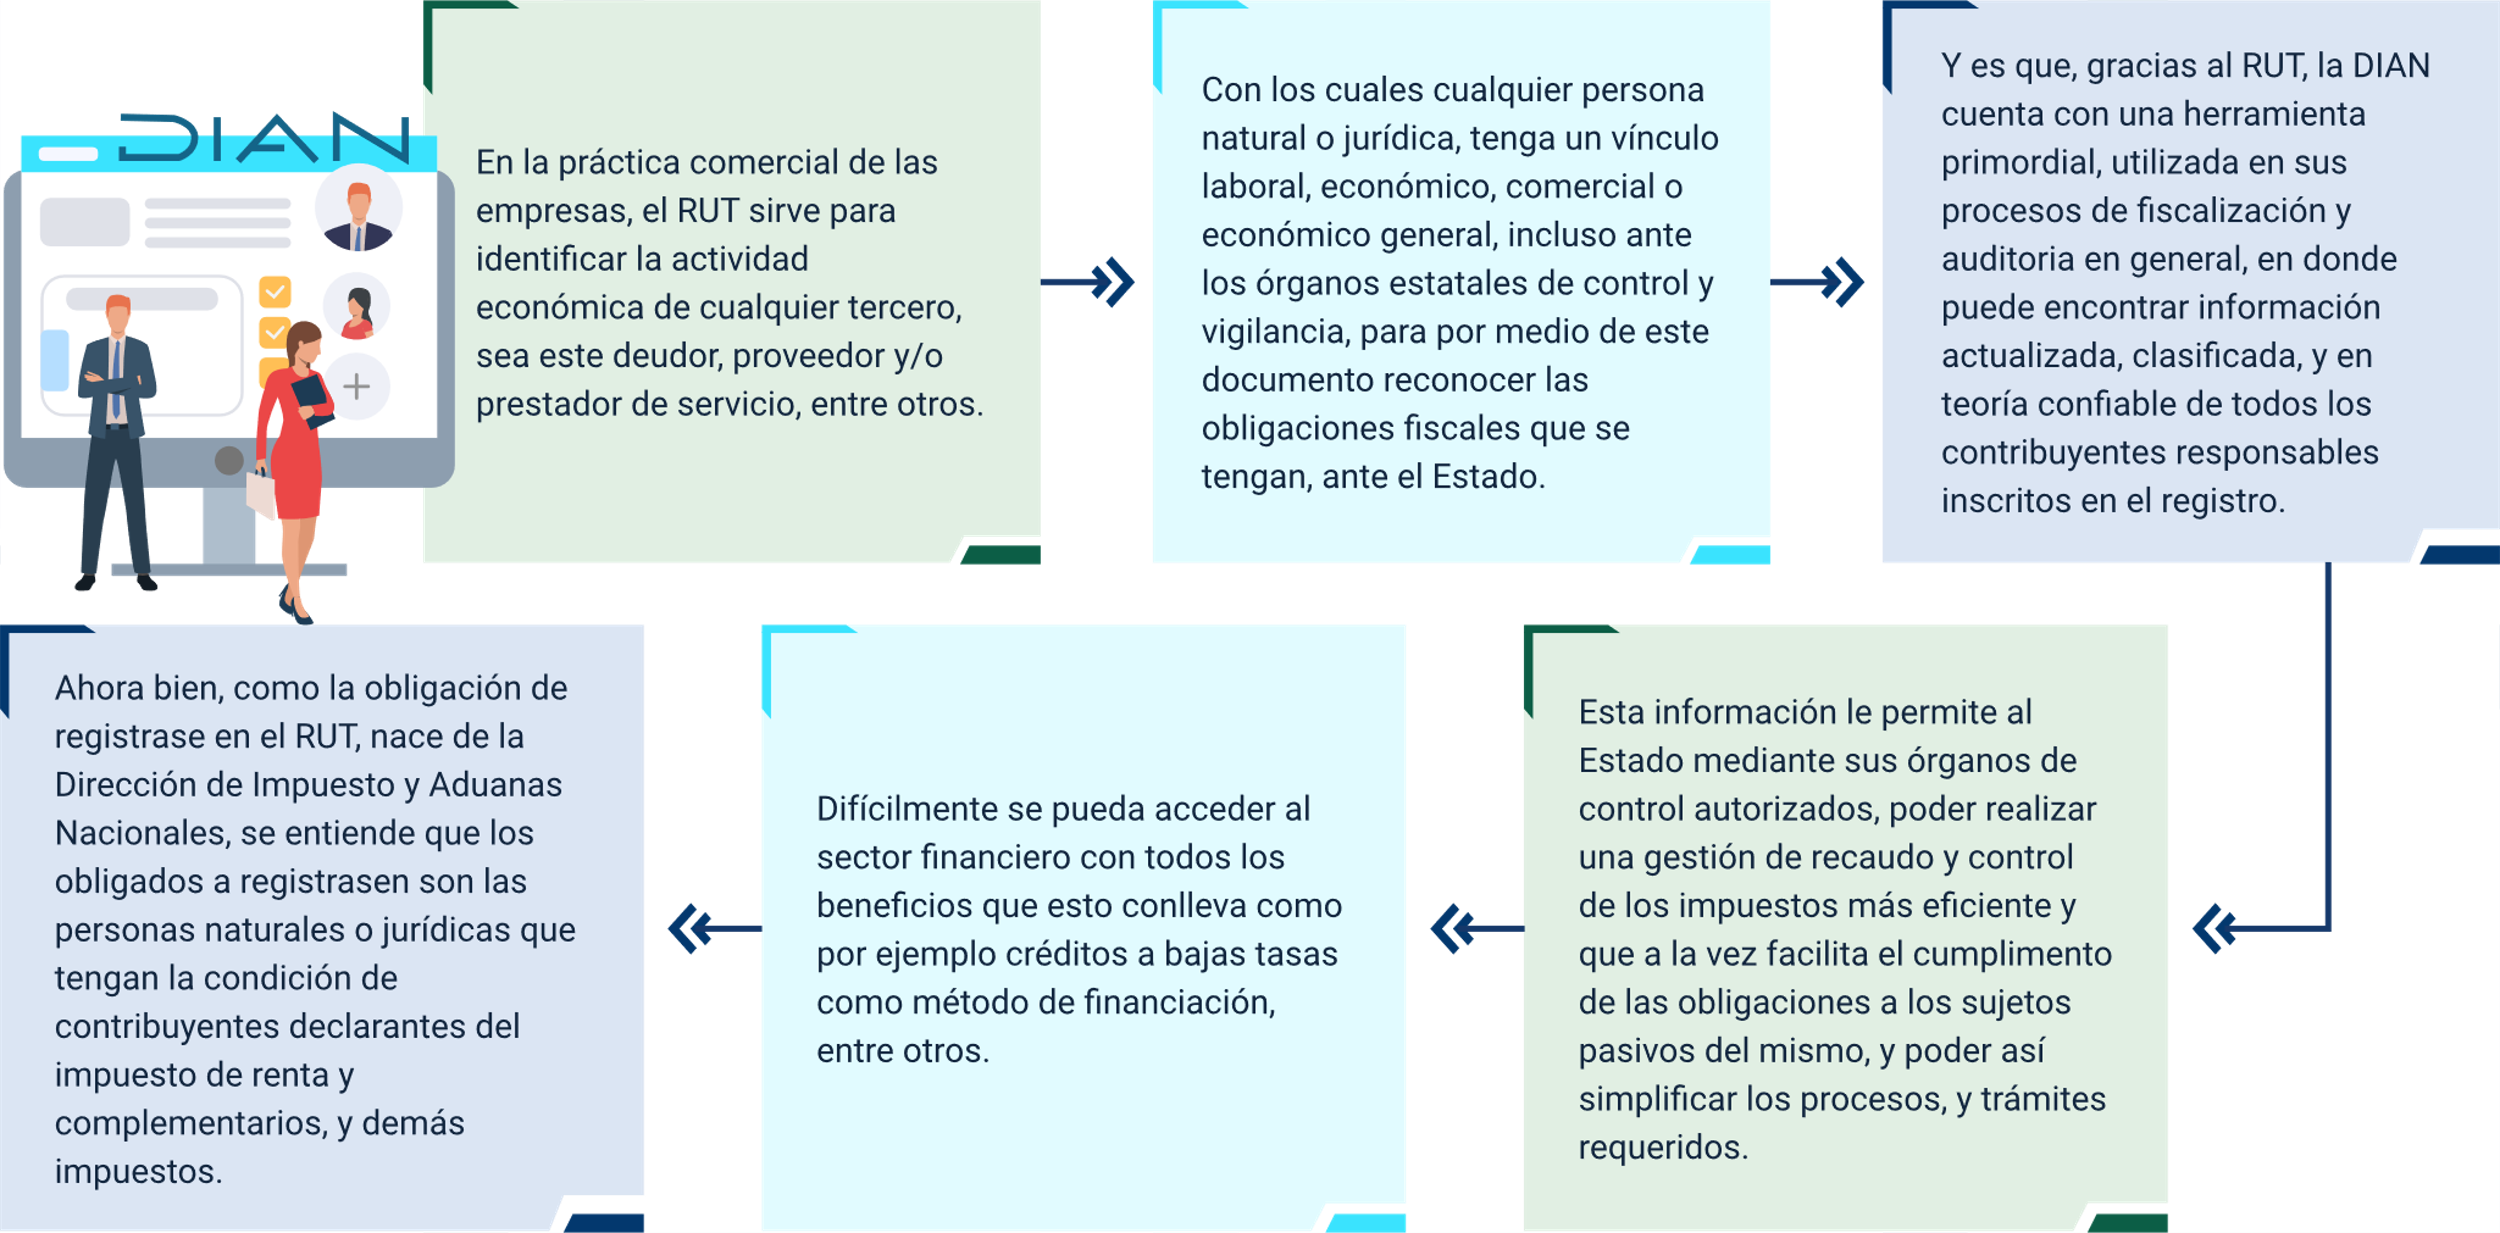 DIAN
En la práctica comercial de las
empresas, el RUT sirve para
identificar la actividad
económica de cualquier tercero,
sea este deudor, proveedor y/o
prestador de servicio, entre otros.
Con los cuales cualquier persona
natural o jurídica, tenga un vínculo
laboral, económico, comercial o
económico general, incluso ante
los órganos estatales de control y
vigilancia, para por medio de este
documento reconocer las
obligaciones fiscales que se
tengan, ante el Estado.
Y es que, gracias al RUT, la DIAN
cuenta con una herramienta
primordial, utilizada en sus
procesos de fiscalización y
auditoria en general, en donde
puede encontrar información
actualizada, clasificada, y en
teoría confiable de todos los
contribuyentes responsables
inscritos en el registro.
Esta información le permite al
Estado mediante sus órganos de
control autorizados, poder realizar
una gestión de recaudo y control
de los impuestos más eficiente y
que a la vez facilita el cumplimento
de las obligaciones a los sujetos
pasivos del mismo, y poder así
simplificar los procesos, y trámites
requeridos.
Difícilmente se pueda acceder al
sector financiero con todos los
beneficios que esto conlleva como
por ejemplo créditos a bajas tasas
como método de financiación,
entre otros.
Ahora bien, como la obligación de
registrase en el RUT, nace de la
Dirección de Impuesto y Aduanas
Nacionales, se entiende que los
obligados a registrasen son las
personas naturales o jurídicas que
tengan la condición de
contribuyentes declarantes del
impuesto de renta y
complementarios, y demás
impuestos.